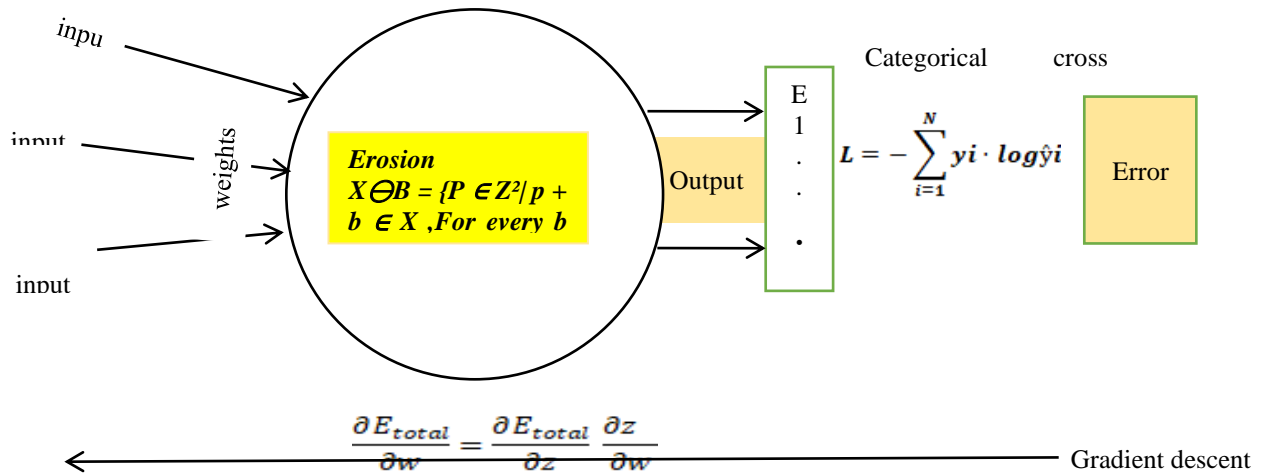 inpu
input
input
weights
Erosion
X⊖B = {P ∈ Z²| p +
b ∈ X ,For every b
Output
E
1
.
.
.
Categorical cross
L = − ∑ᵢ₌₁ᴺ yi · logŷi
Error
∂E_total/∂w = ∂E_total/∂z ∂z/∂w
Gradient descent